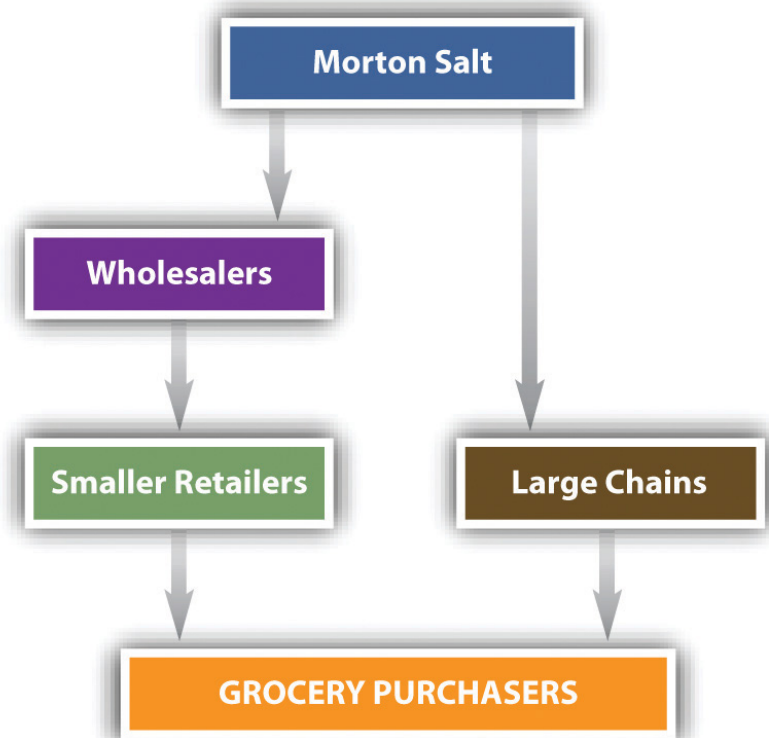 Morton Salt
Wholesalers
Smaller Retailers
Large Chains
GROCERY PURCHASERS